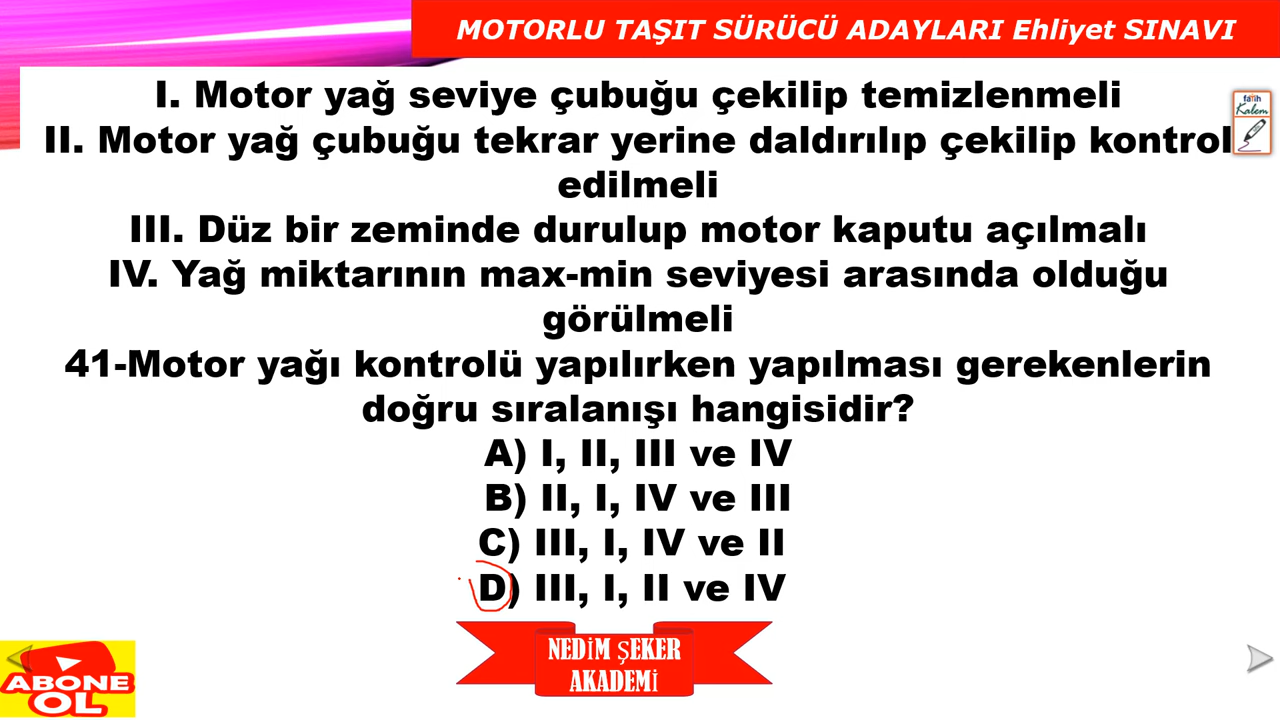 MOTORLU TAŞIT SÜRÜCÜ ADAYLARI Ehliyet SINAVI
I. Motor yağ seviye çubuğu çekilip temizlenmeli
fatih
Kalem
II. Motor yağ çubuğu tekrar yerine daldırılıp çekilip kontrol
edilmeli
III. Düz bir zeminde durulup motor kaputu açılmalı
IV. Yağ miktarının max-min seviyesi arasında olduğu
görülmeli
41-Motor yağı kontrolü yapılırken yapılması gerekenlerin
doğru sıralanışı hangisidir?
A) I, II, III ve IV
B) II, I, IV ve III
C) III, I, IV ve II
D) III, I, II ve IV
NEDİM ŞEKER
AKADEMİ
ABONE
OL